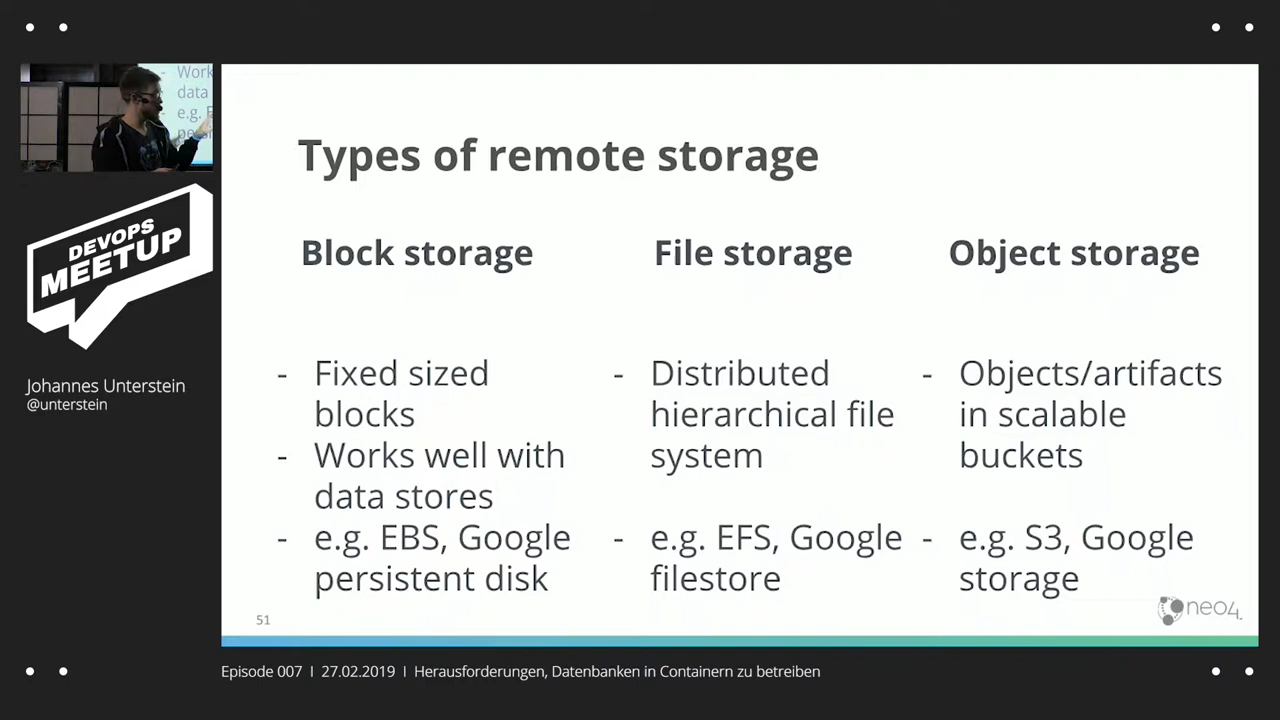 Work
data
e.g. E
DEVOPS
MEETUP
Johannes Unterstein
@unterstein
Types of remote storage
Block storage
- Fixed sized
blocks
- Works well with
data stores
- e.g. EBS, Google
persistent disk
File storage
- Distributed
hierarchical file
system
- e.g. EFS, Google
filestore
Object storage
- Objects/artifacts
in scalable
buckets
- e.g. S3, Google
storage
51
neo4j
Episode 007 I 27.02.2019 I Herausforderungen, Datenbanken in Containern zu betreiben